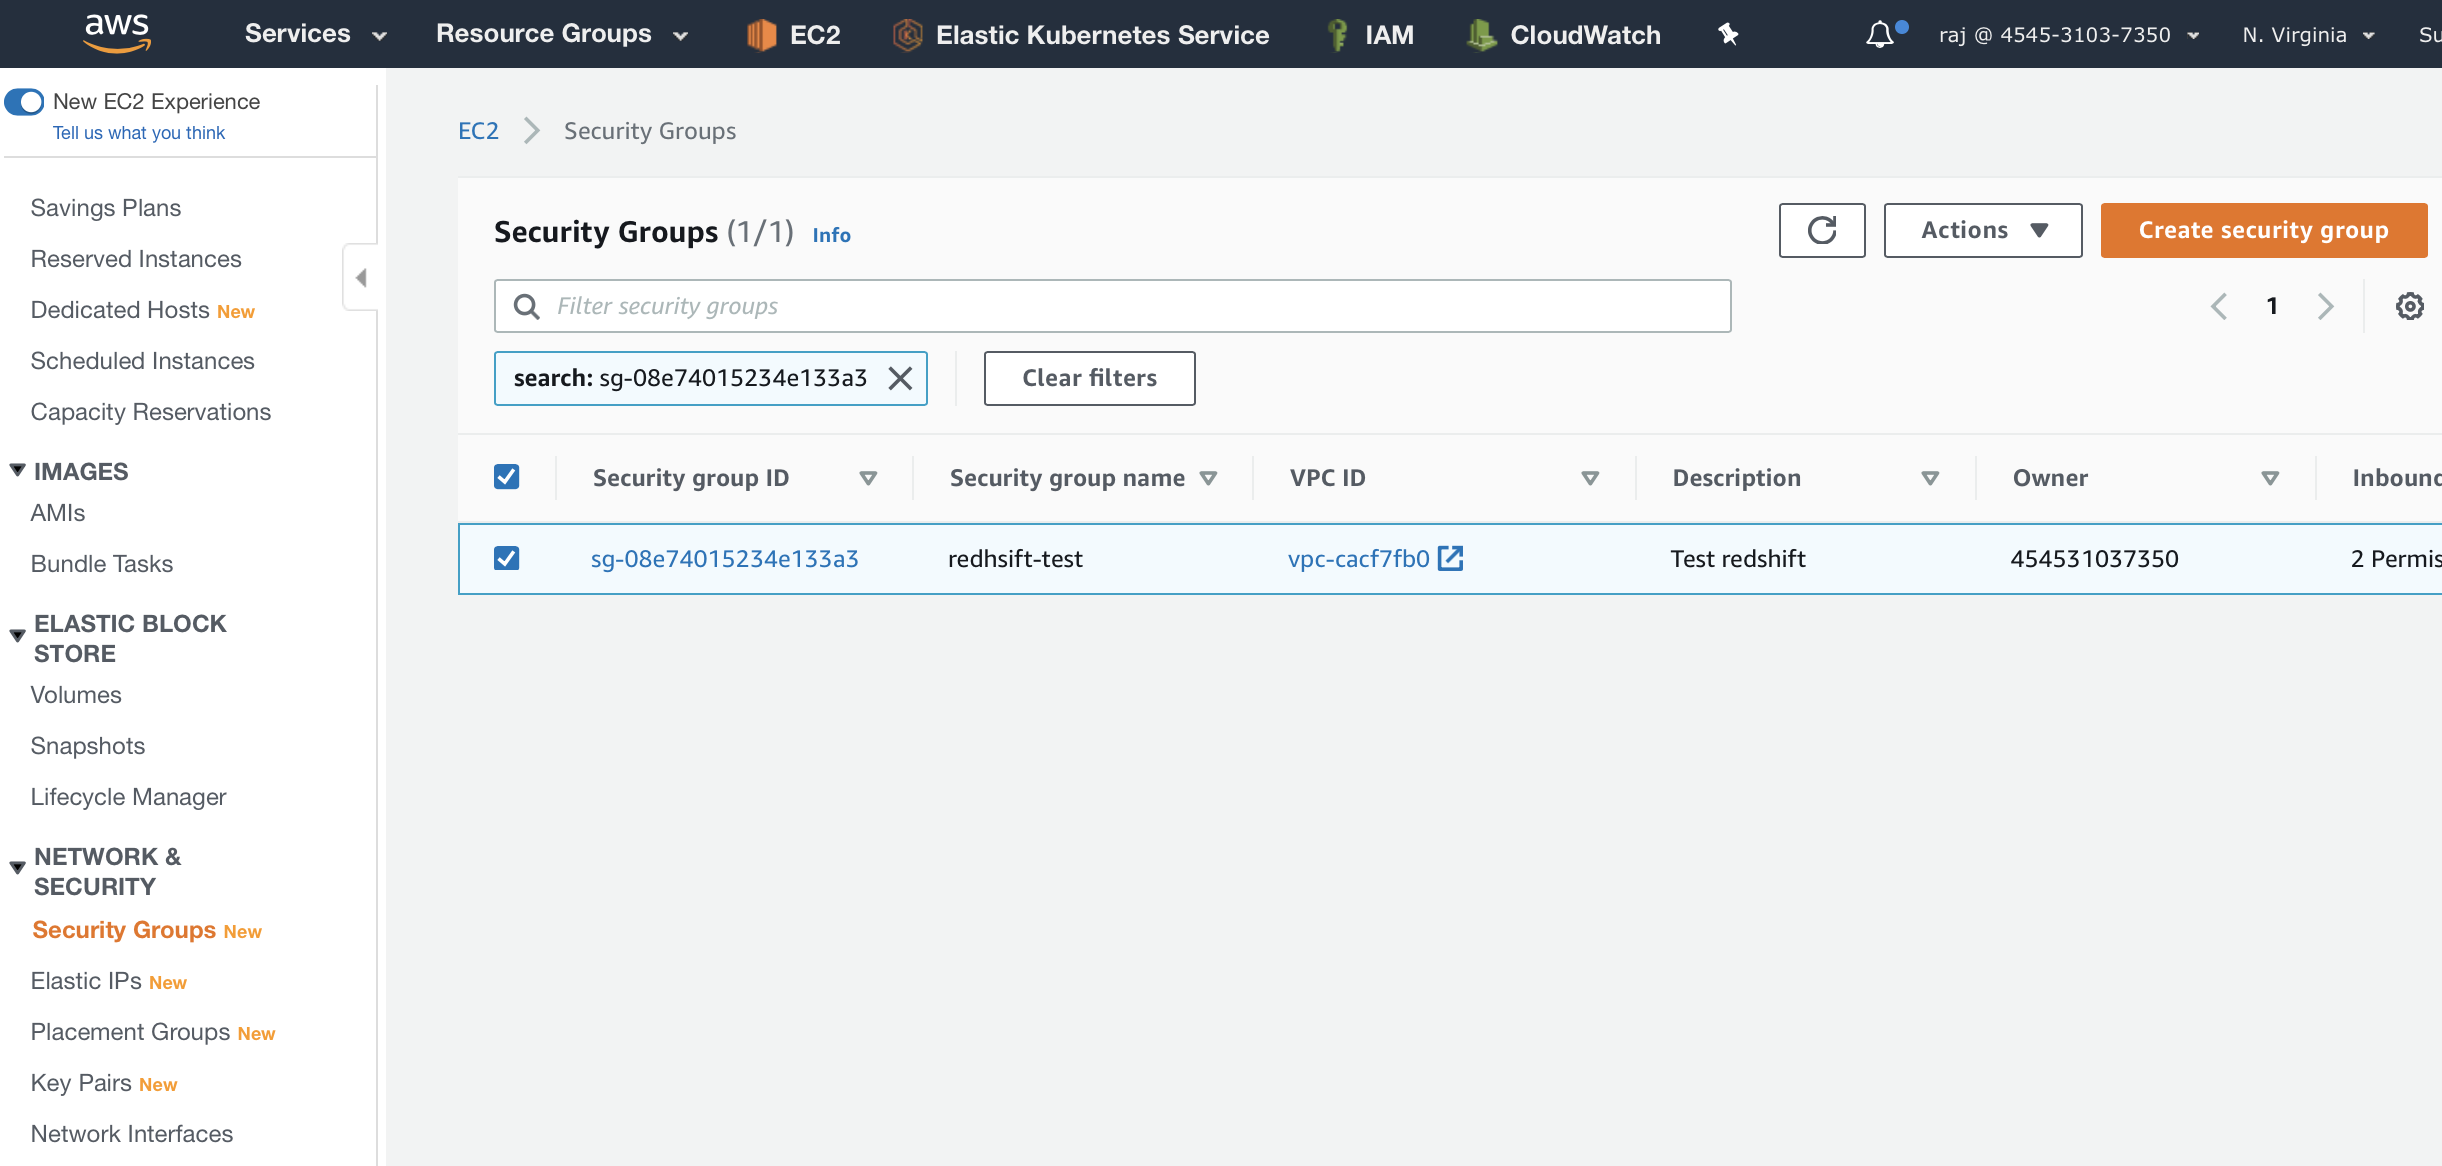 aws Services Resource Groups EC2 Elastic Kubernetes Service IAM CloudWatch raj @ 4545-3103-7350 N. Virginia Su
New EC2 Experience
Tell us what you think
Savings Plans
Reserved Instances
Dedicated Hosts New
Scheduled Instances
Capacity Reservations
IMAGES
AMIs
Bundle Tasks
ELASTIC BLOCK
STORE
Volumes
Snapshots
Lifecycle Manager
NETWORK &
SECURITY
Security Groups New
Elastic IPs New
Placement Groups New
Key Pairs New
Network Interfaces
EC2 Security Groups
Security Groups (1/1) Info
Actions Create security group
Filter security groups
1
search: sg-08e74015234e133a3 Clear filters
Security group ID Security group name VPC ID Description Owner Inbound
sg-08e74015234e133a3 redhsift-test vpc-cacf7fb0 Test redshift 454531037350 2 Permis